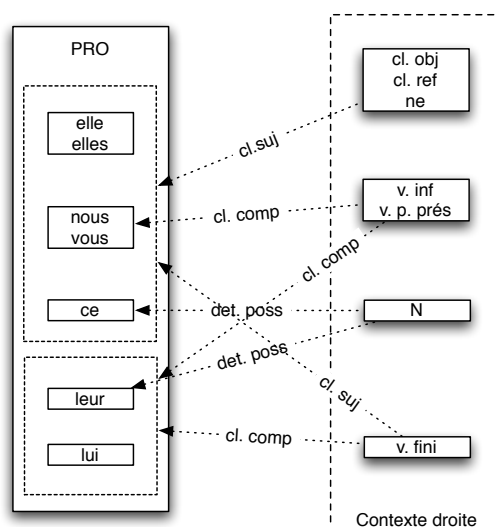 PRO
elle
elles
nous
vous
ce
leur
lui
cl.suj
cl. comp
cl. comp
det. poss
det. poss
cl. suj
cl. comp
cl. obj
cl. ref
ne
v. inf
v. p. prés
N
v. fini
Contexte droite